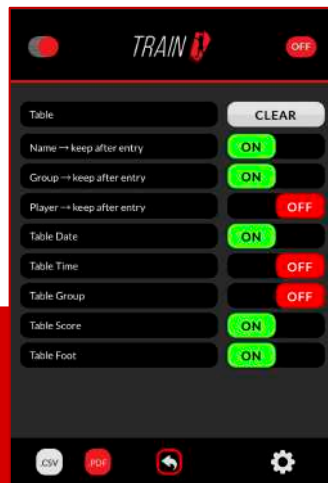 TRAIN
OFF
Table
CLEAR
Name → keep after entry
ON
Group → keep after entry
ON
Player → keep after entry
OFF
Table Date
ON
Table Time
OFF
Table Group
OFF
Table Score
ON
Table Foot
ON
.CSV
.PDF